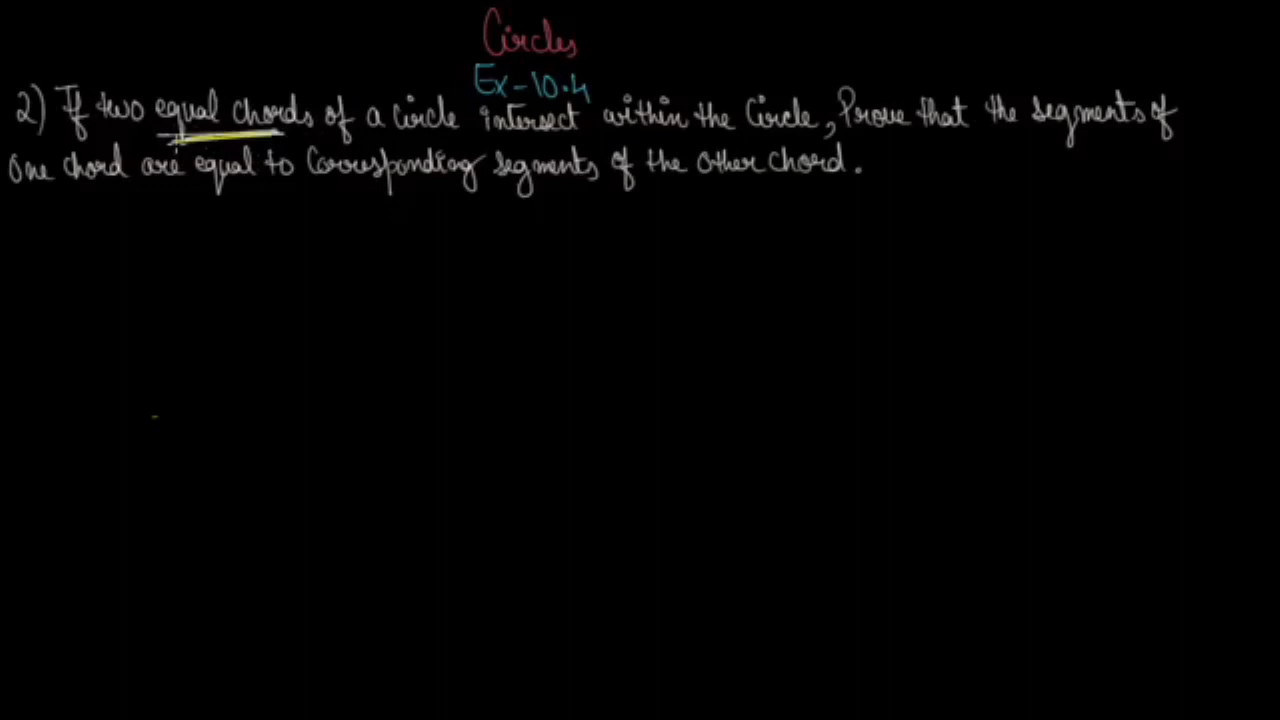 Circles
Ex-10.4
2) If two equal chords of a circle intersect within the Circle, Prove that the segments of
One chord are equal to Corresponding segments of the other chord.